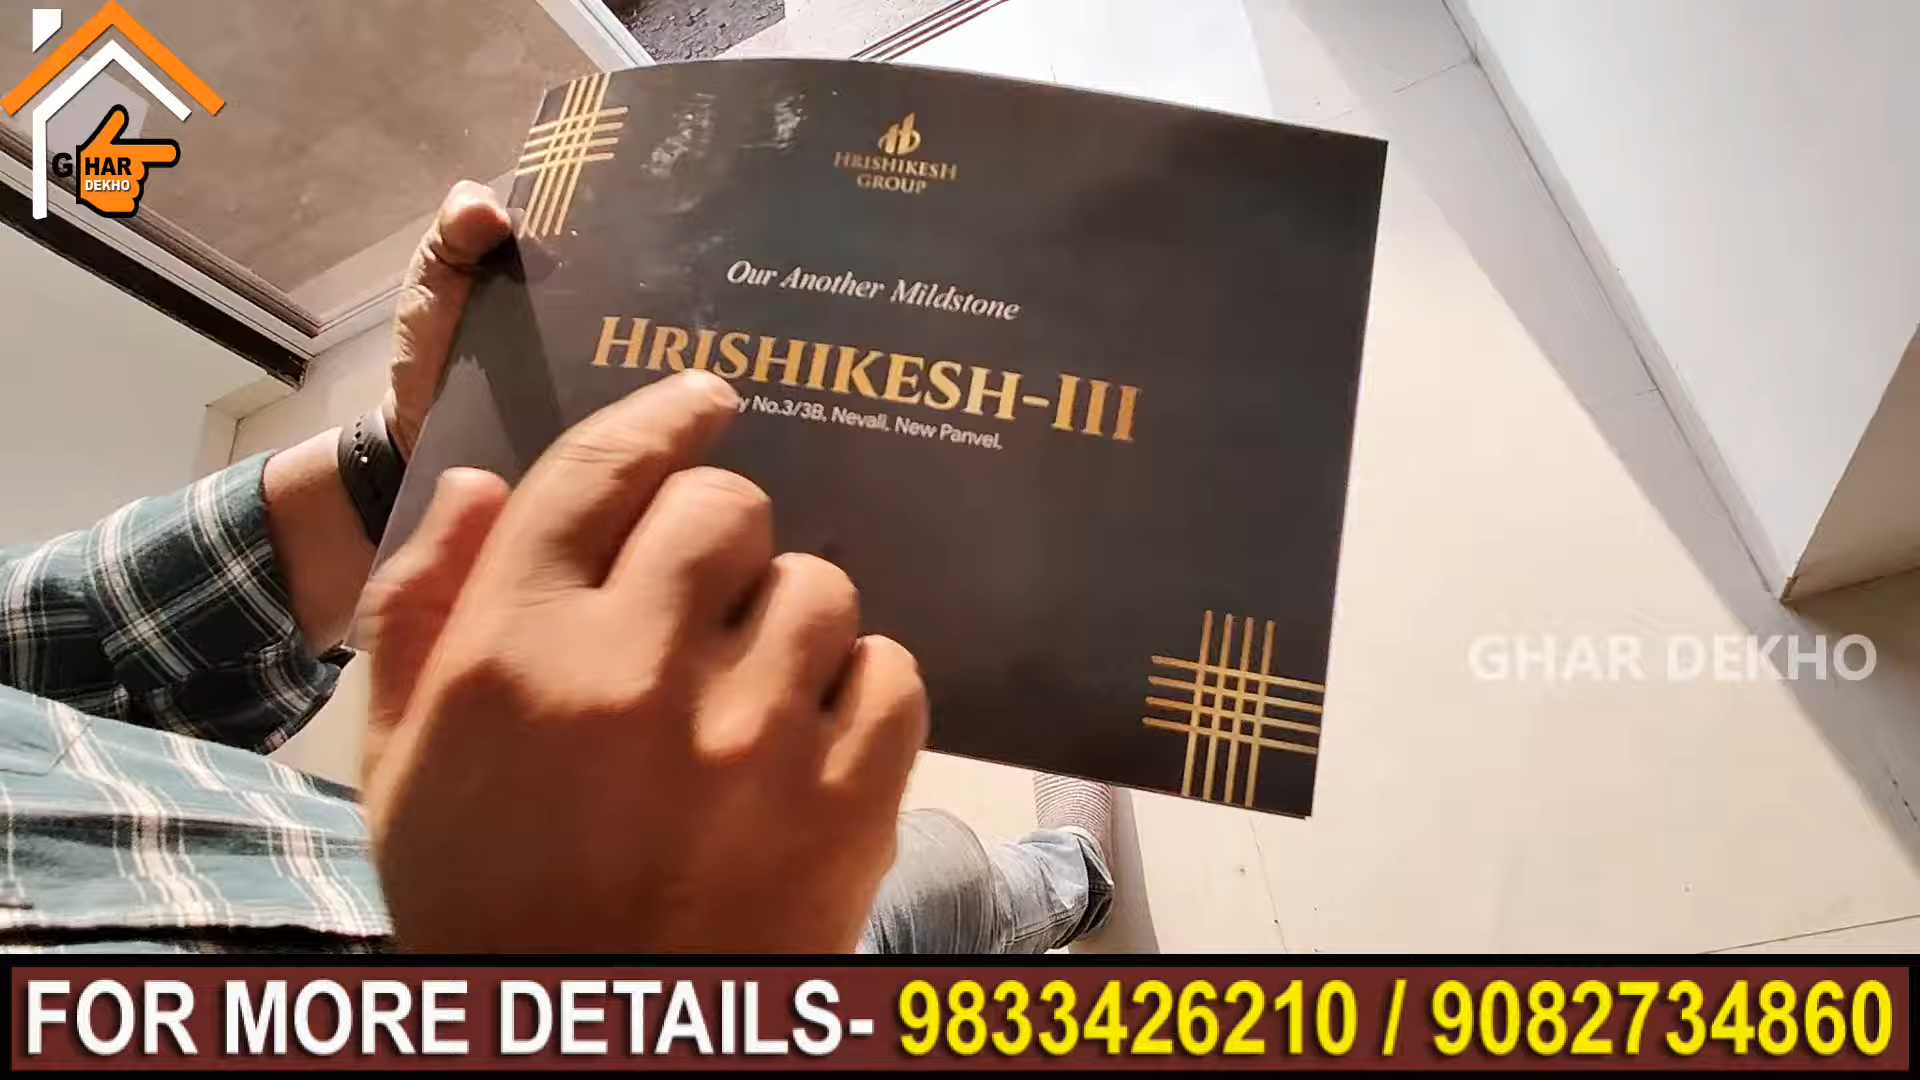 GHAR
DEKHO
HRISHIKESH
GROUP
Our Another Mildstone
HRISHIKESH-III
No.3/3B, Nevali, New Panvel.
GHAR DEKHO
FOR MORE DETAILS- 9833426210 / 9082734860